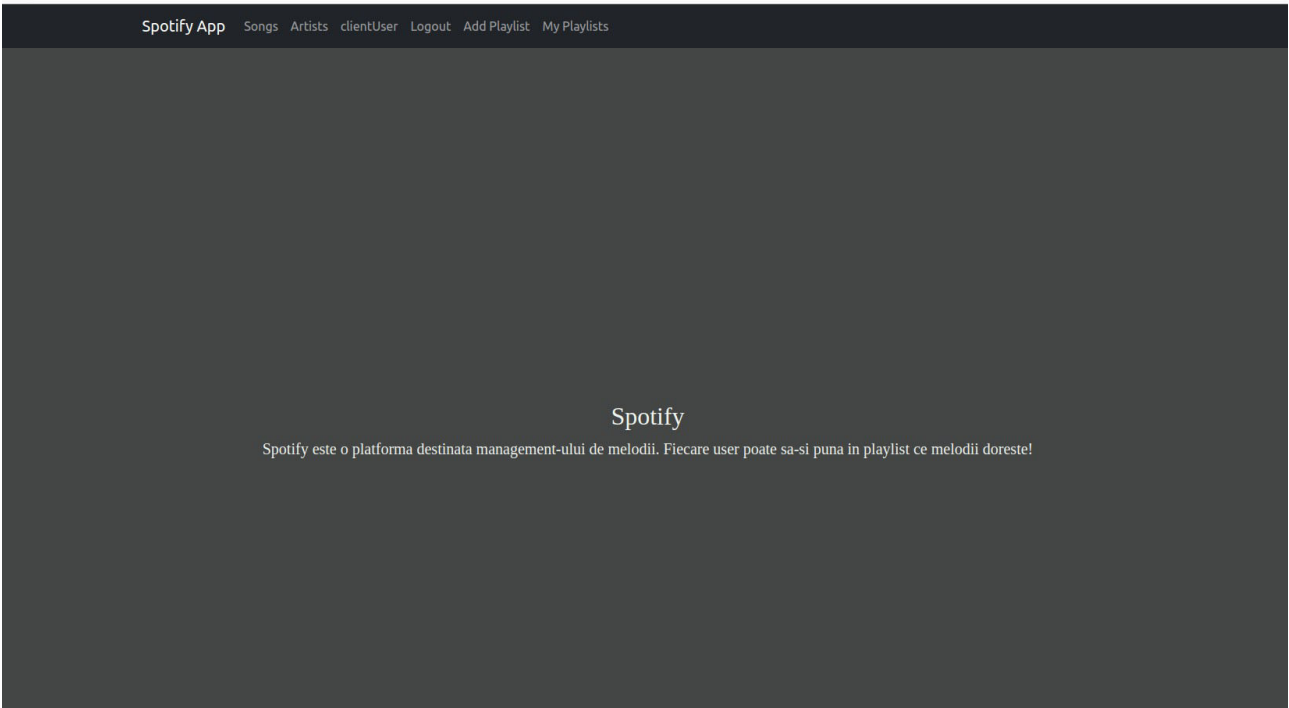 Spotify App Songs Artists clientUser Logout Add Playlist My Playlists
Spotify
Spotify este o platforma destinata management-ului de melodii. Fiecare user poate sa-si puna in playlist ce melodii doreste!